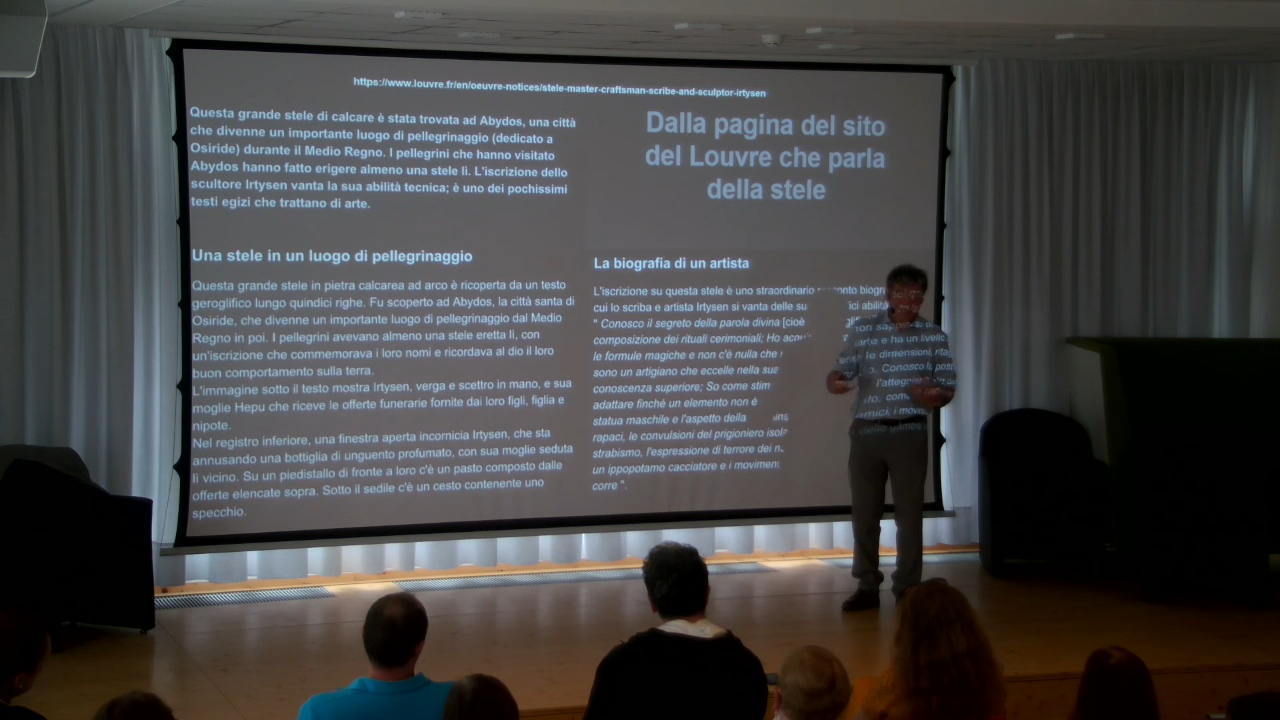 https://www.louvre.fr/en/oeuvre-notices/stele-master-craftsman-scribe-and-sculptor-irtysen
Questa grande stele di calcare è stata trovata ad Abydos, una città
che divenne un importante luogo di pellegrinaggio (dedicato a
Osiride) durante il Medio Regno. I pellegrini che hanno visitato
Abydos hanno fatto erigere almeno una stele lì. L'iscrizione dello
scultore Irtysen vanta la sua abilità tecnica; è uno dei pochissimi
testi egizi che trattano di arte.
Dalla pagina del sito
del Louvre che parla
della stele
Una stele in un luogo di pellegrinaggio
Questa grande stele in pietra calcarea ad arco è ricoperta da un testo
geroglifico lungo quindici righe. Fu scoperto ad Abydos, la città santa di
Osiride, che divenne un importante luogo di pellegrinaggio dal Medio
Regno in poi. I pellegrini avevano almeno una stele eretta lì, con
un'iscrizione che commemorava i loro nomi e ricordava al dio il loro
buon comportamento sulla terra.
L'immagine sotto il testo mostra Irtysen, verga e scettro in mano, e sua
moglie Hepu che riceve le offerte funerarie fornite dai loro figli, figlia e
nipote.
Nel registro inferiore, una finestra aperta incornicia Irtysen, che sta
annusando una bottiglia di unguento profumato, con sua moglie seduta
lì vicino. Su un piedistallo di fronte a loro c'è un pasto composto dalle
offerte elencate sopra. Sotto il sedile c'è un cesto contenente uno
specchio.
La biografia di un artista
L'iscrizione su questa stele è uno straordinario
cui lo scriba e artista Irtysen si vanta delle
" Conosco il segreto della parola divina [cioè
composizione dei rituali cerimoniali; Ho
le formule magiche e non c'è nulla che
sono un artigiano che eccelle nella
conoscenza superiore; So come
adattare finché un elemento non è
statua maschile e l'aspetto della
rapaci, le convulsioni del prigioniero
strabismo, l'espressione di terrore dei
un ippopotamo cacciatore e i
corre ".